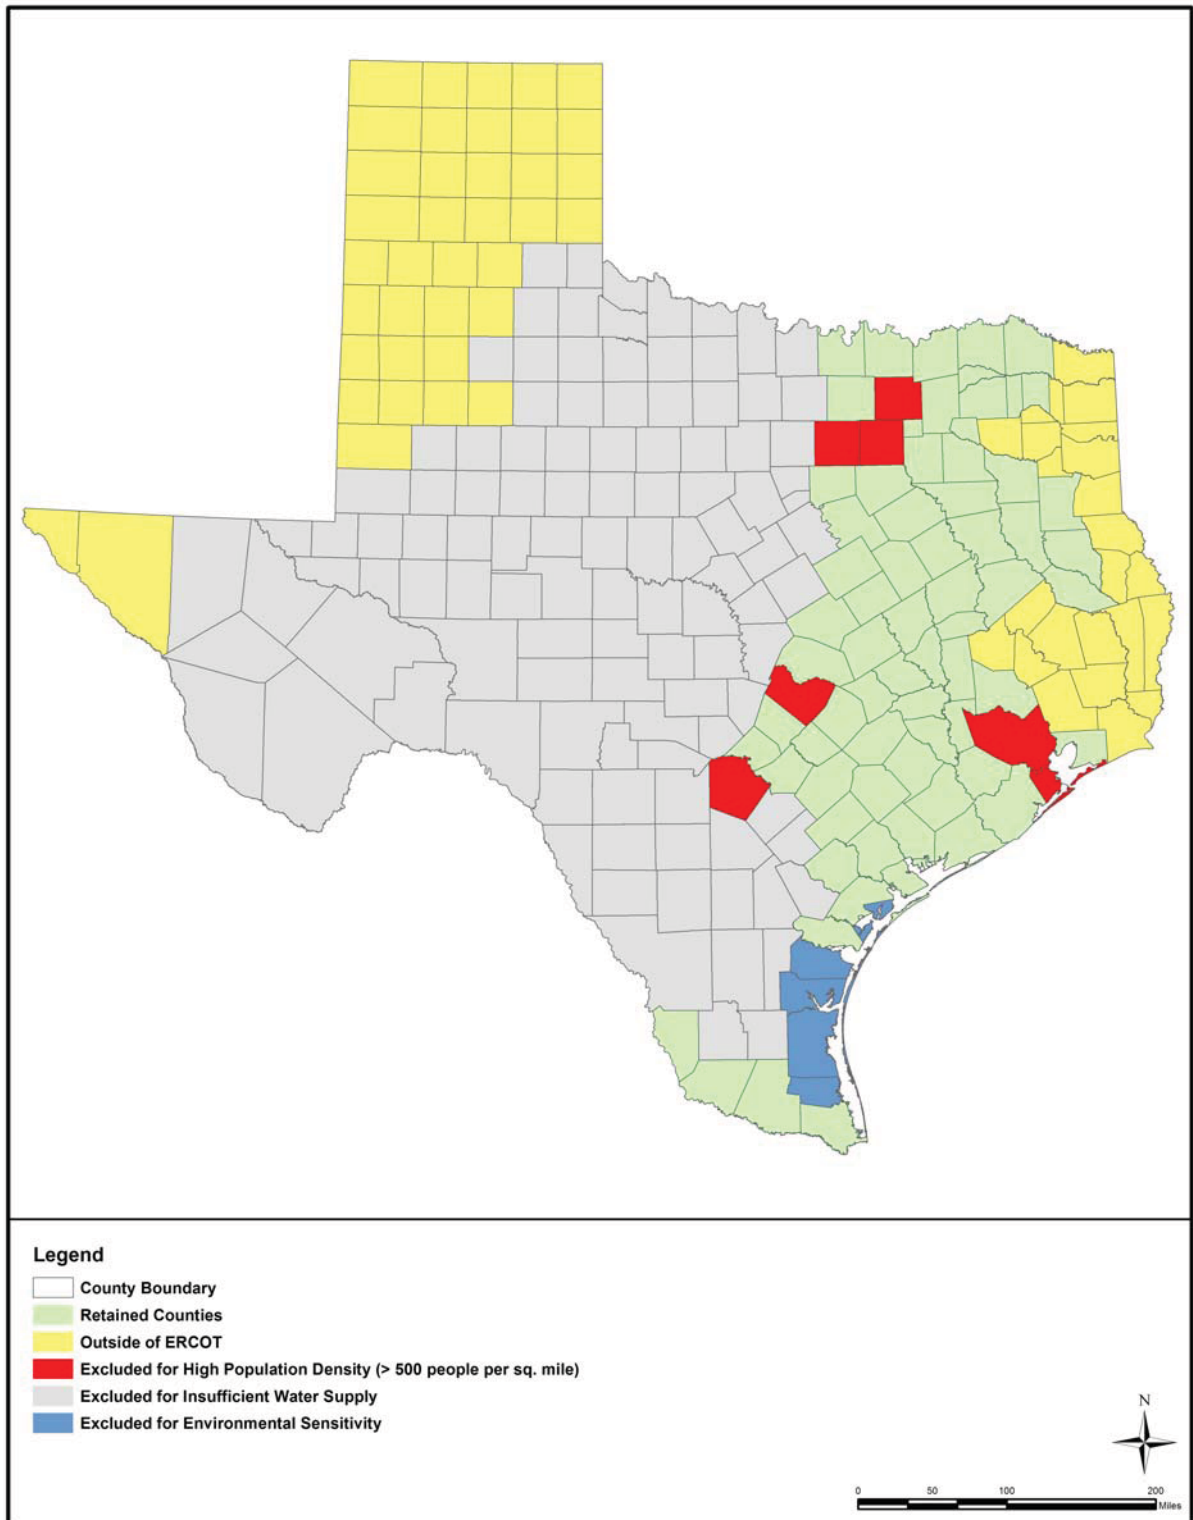 Legend
County Boundary
Retained Counties
Outside of ERCOT
Excluded for High Population Density (> 500 people per sq. mile)
Excluded for Insufficient Water Supply
Excluded for Environmental Sensitivity
N
0 50 100 200
Miles